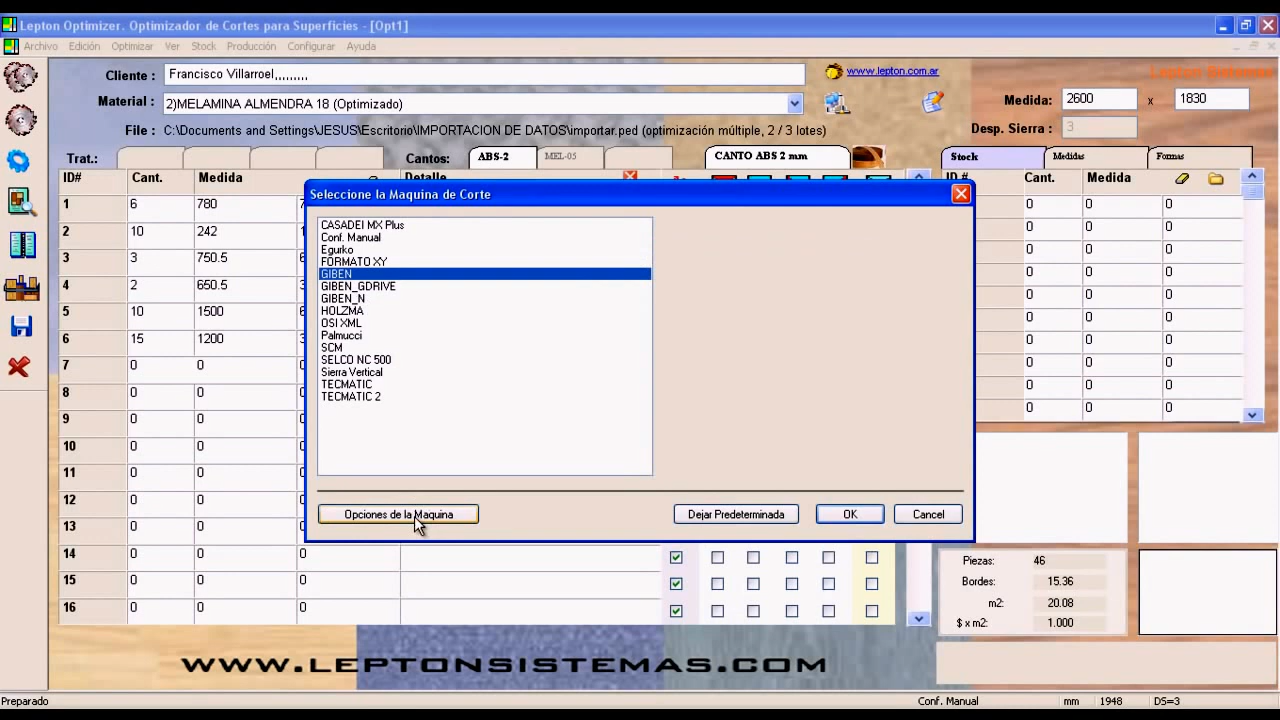 Lepton Optimizer. Optimizador de Cortes para Superficies - [Opt1]
Archivo Edición Optimizar Ver Stock Producción Configurar Ayuda
Cliente : Francisco Villarroel,,,,,,,,
www.lepton.com.ar
Lepton Sistemas
Material : 2)MELAMINA ALMENDRA 18 (Optimizado)
Medida: 2600 x 1830
File : C:\Documents and Settings\JESUS\Escritorio\IMPORTACION DE DATOS\importar.ped (optimización múltiple, 2 / 3 lotes)
Desp. Sierra : 3
Trat.: Cantos: ABS-2 MEL-05 CANTO ABS 2 mm Stock Medidas Formas
ID# Cant. Medida Detalle ID # Cant. Medida
Seleccione la Maquina de Corte
CASADEI MX Plus
Conf. Manual
Egurko
FORMATO XY
GIBEN
GIBEN_GDRIVE
GIBEN_N
HOLZMA
OSI XML
Palmucci
SCM
SELCO NC 500
Sierra Vertical
TECMATIC
TECMATIC 2
Opciones de la Maquina Dejar Predeterminada OK Cancel
1 6 780
2 10 242
3 3 750.5
4 2 650.5
5 10 1500
6 15 1200
7 0 0
8 0 0
9 0 0
10 0 0
11 0 0
12 0 0
13 0 0
14 0 0 0
15 0 0 0
16 0 0 0
0 0 0
0 0 0
0 0 0
0 0 0
0 0 0
0 0 0
0 0 0
0 0 0
0 0 0
0 0 0
Piezas: 46
Bordes: 15.36
m2: 20.08
$ x m2: 1.000
WWW.LEPTONSISTEMAS.COM
Preparado Conf. Manual mm 1948 DS=3